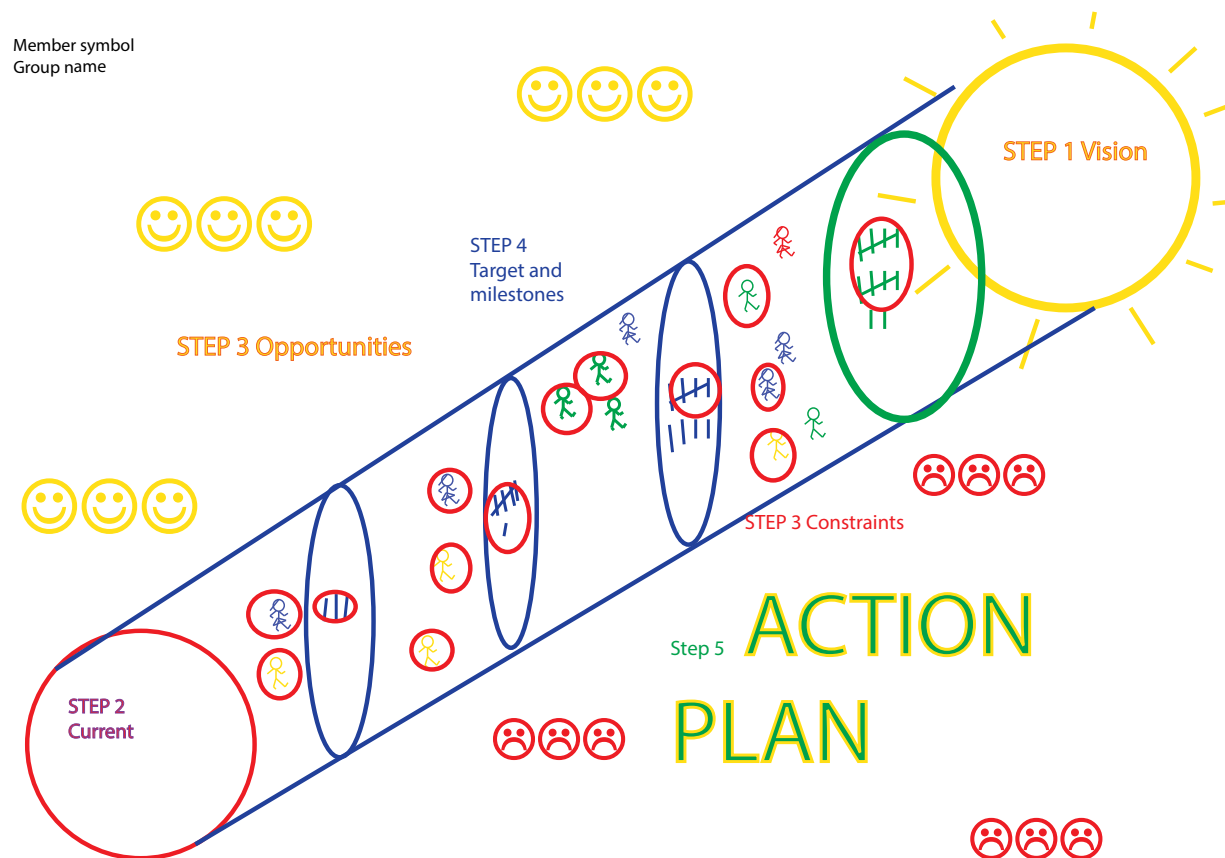 Member symbol
Group name
STEP 1 Vision
STEP 4
Target and
milestones
STEP 3 Opportunities
STEP 3 Constraints
Step 5 ACTION
PLAN
STEP 2
Current